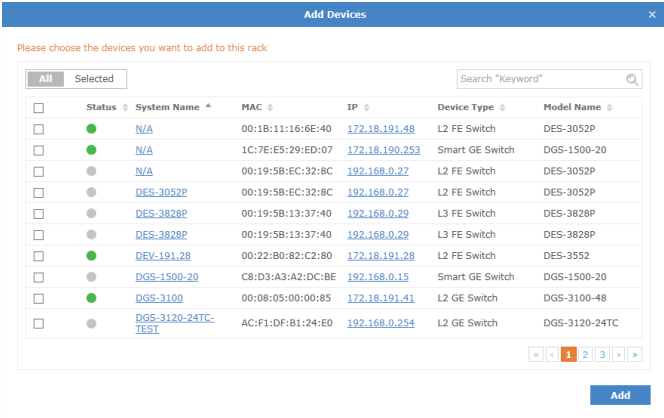 Add Devices ×
Please choose the devices you want to add to this rack
All Selected Search "Keyword"
Status System Name MAC IP Device Type Model Name
N/A 00:1B:11:16:6E:40 172.18.191.48 L2 FE Switch DES-3052P
N/A 1C:7E:E5:29:ED:07 172.18.190.253 Smart GE Switch DGS-1500-20
N/A 00:19:5B:EC:32:8C 192.168.0.27 L2 FE Switch DES-3052P
DES-3052P 00:19:5B:EC:32:8C 192.168.0.27 L2 FE Switch DES-3052P
DES-3828P 00:19:5B:13:37:40 192.168.0.29 L3 FE Switch DES-3828P
DES-3828P 00:19:5B:13:37:40 192.168.0.29 L3 FE Switch DES-3828P
DEV-191.28 00:22:B0:82:C2:80 172.18.191.28 L2 FE Switch DES-3552
DGS-1500-20 C8:D3:A3:A2:DC:BE 192.168.0.15 Smart GE Switch DGS-1500-20
DGS-3100 00:08:05:00:00:85 172.18.191.41 L2 GE Switch DGS-3100-48
DGS-3120-24TC-
TEST AC:F1:DF:B1:24:E0 192.168.0.254 L2 GE Switch DGS-3120-24TC
« ‹ 1 2 3 › »
Add